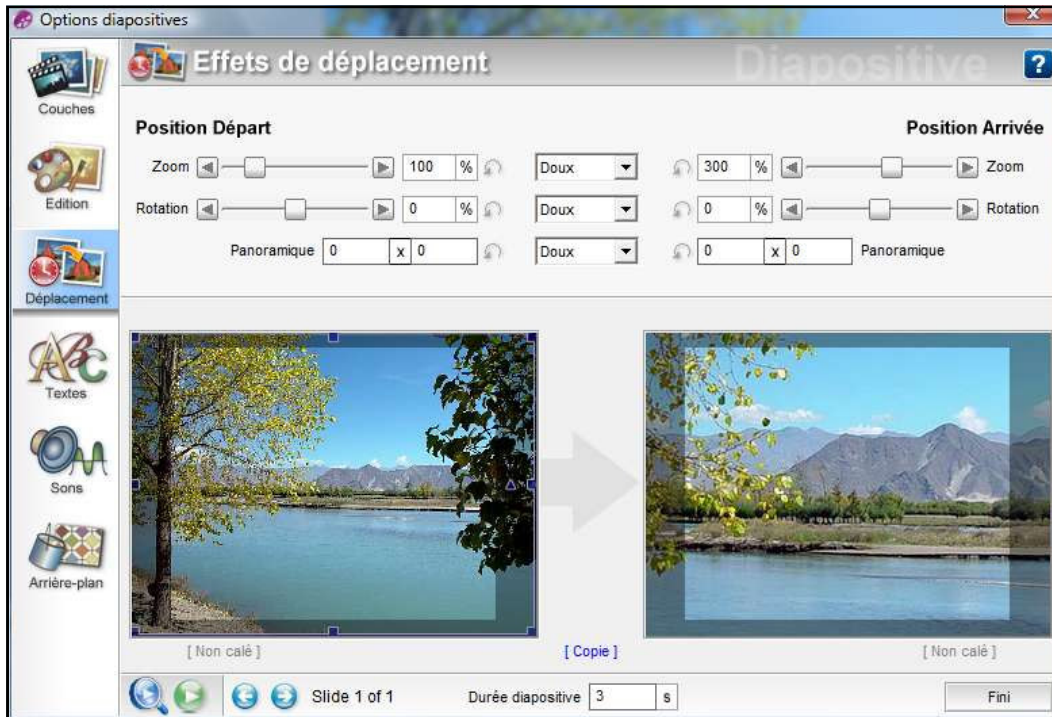 Options diapositives
Effets de déplacement
Diapositive
?
Couches
Edition
Déplacement
ABC
Textes
Sons
Arrière-plan
Position Départ
Position Arrivée
Zoom 100 % Doux 300 % Zoom
Rotation 0 % Doux 0 % Rotation
Panoramique 0 x 0 Doux 0 x 0 Panoramique
[ Non calé ] [ Copie ] [ Non calé ]
Slide 1 of 1 Durée diapositive 3 s Fini